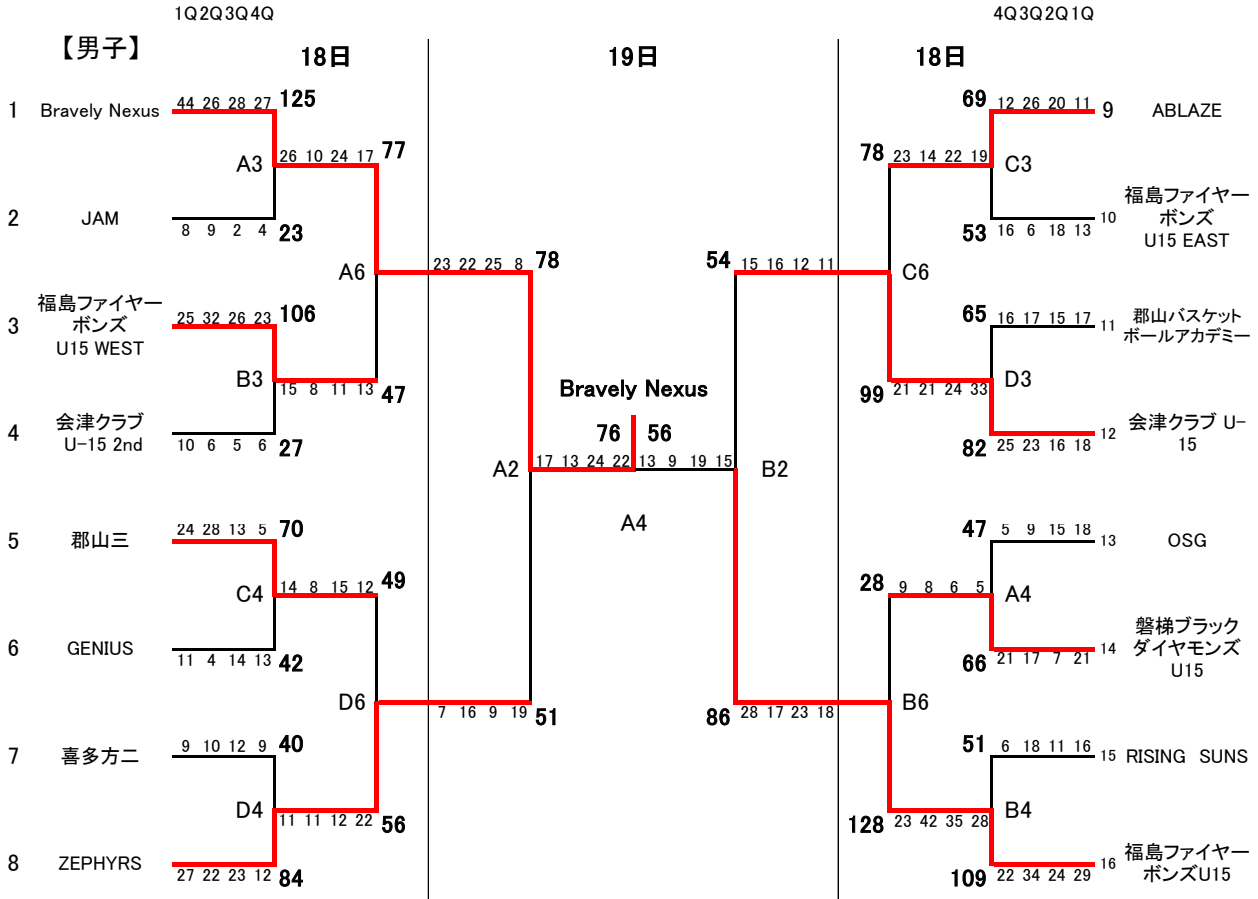 1Q2Q3Q4Q
4Q3Q2Q1Q
【男子】
18日
19日
18日
1 Bravely Nexus 44 26 28 27 125
A3
26 10 24 17 77
2 JAM 8 9 2 4 23
A6
23 22 25 8 78
3 福島ファイヤー
ボンズ
U15 WEST
25 32 26 23 106
B3
15 8 11 13 47
4 会津クラブ
U-15 2nd
10 6 5 6 27
A2
17 13 24 22
5 郡山三 24 28 13 5 70
C4
14 8 15 12 49
6 GENIUS 11 4 14 13 42
D6
7 16 9 19 51
7 喜多方二 9 10 12 9 40
D4
11 11 12 22 56
8 ZEPHYRS 27 22 23 12 84
Bravely Nexus
76 56
A4
13 9 19 15
69 12 26 20 11 9 ABLAZE
C3
78 23 14 22 19
53 16 6 18 13 10
福島ファイヤー
ボンズ
U15 EAST
C6
54 15 16 12 11
65 16 17 15 17 11
郡山バスケット
ボールアカデミー
D3
99 21 21 24 33
82 25 23 16 18 12
会津クラブ U-
15
B2
47 5 9 15 18 13 OSG
A4
28 9 8 6 5
66 21 17 7 21 14
磐梯ブラック
ダイヤモンズ
U15
B6
86 28 17 23 18
51 6 18 11 16 15 RISING SUNS
B4
128 23 42 35 28
109 22 34 24 29 16
福島ファイヤー
ボンズU15